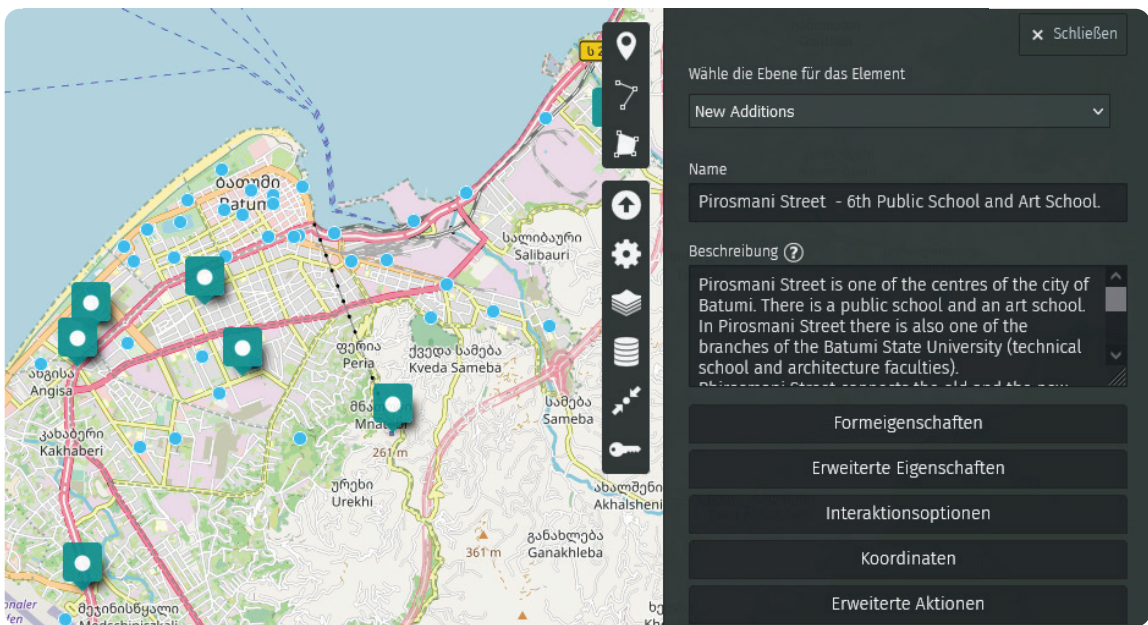 ბათუმი
Batumi
სალიბაური
Salibauri
ფერია
Peria
ქვედა სამება
Kveda Sameba
ანგისა
Angisa
სამება
Sameba
კახაბერი
Kakhaberi
261 m
ურეხი
Urekhi
ახალშენი
Akhalsheni
განახლება
Ganakhleba
361 m
მეჯინისწყალი
× Schließen
Wähle die Ebene für das Element
New Additions
Name
Pirosmani Street - 6th Public School and Art School.
Beschreibung ?
Pirosmani Street is one of the centres of the city of
Batumi. There is a public school and an art school.
In Pirosmani Street there is also one of the
branches of the Batumi State University (technical
school and architecture faculties).
Formeigenschaften
Erweiterte Eigenschaften
Interaktionsoptionen
Koordinaten
Erweiterte Aktionen